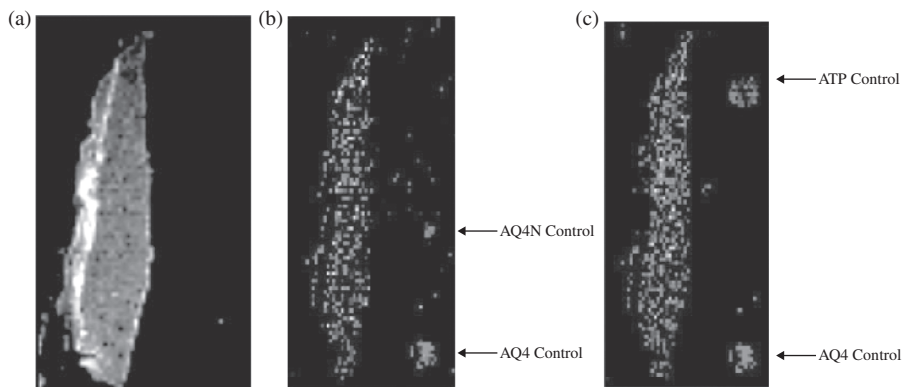 (a)
(b)
(c)
ATP Control
AQ4N Control
AQ4 Control
AQ4 Control